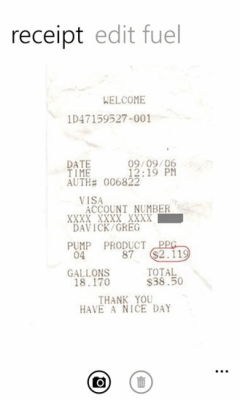 receipt edit fuel
WELCOME
1D47159527-001
DATE 09/09/06
TIME 12:19 PM
AUTH# 006822
VISA
ACCOUNT NUMBER
XXXX XXXX XXXX
DAVICK/GREG
PUMP PRODUCT PPG
04 87 $2.119
GALLONS TOTAL
18.170 $38.50
THANK YOU
HAVE A NICE DAY